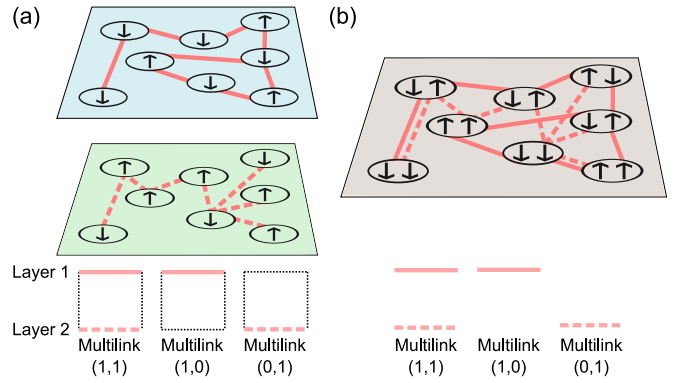 (a)
(b)
Layer 1
Layer 2
Multilink Multilink Multilink
(1,1) (1,0) (0,1)
Multilink Multilink Multilink
(1,1) (1,0) (0,1)